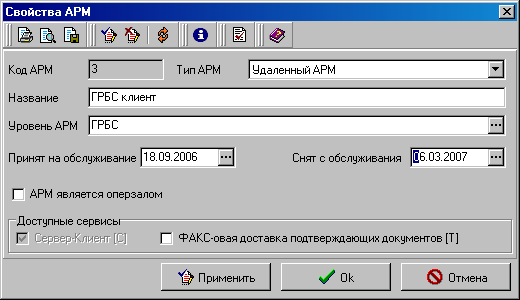 Свойства АРМ
Код АРМ 3 Тип АРМ Удаленный АРМ
Название ГРБС клиент
Уровень АРМ ГРБС
Принят на обслуживание 18.09.2006 Снят с обслуживания 06.03.2007
АРМ является оперзалом
Доступные сервисы
Сервер-Клиент [C] ФАКС-овая доставка подтверждающих документов [T]
Применить Ok Отмена